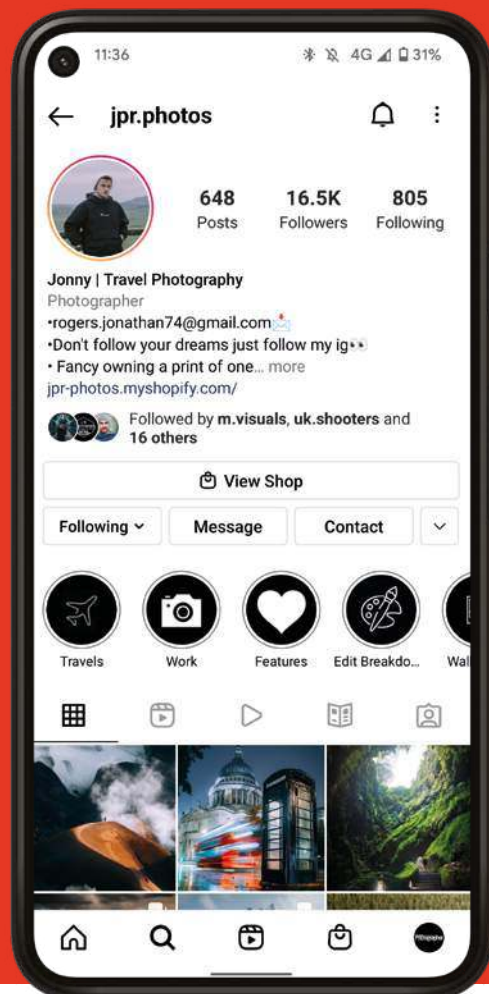 11:36 4G 31%
jpr.photos
648 16.5K 805
Posts Followers Following
Jonny | Travel Photography
Photographer
•rogers.jonathan74@gmail.com📩
•Don't follow your dreams just follow my ig👀
• Fancy owning a print of one... more
jpr-photos.myshopify.com/
Followed by m.visuals, uk.shooters and
16 others
View Shop
Following Message Contact
Travels Work Features Edit Breakdo... Wal